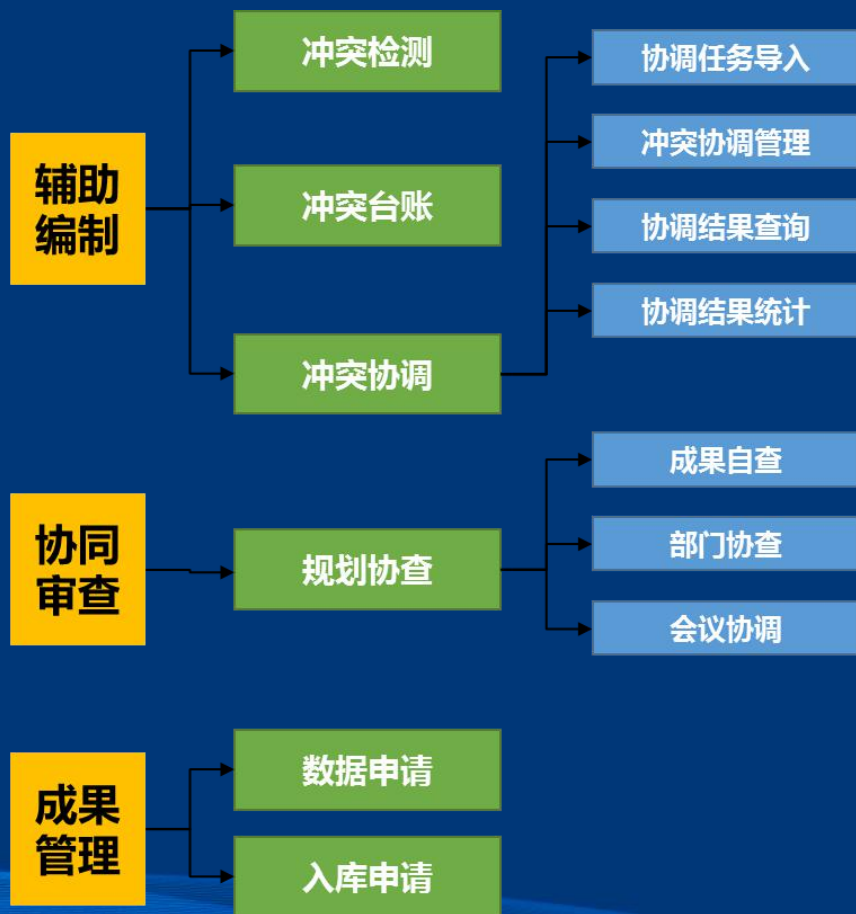 辅助
编制
冲突检测
冲突台账
冲突协调
协调任务导入
冲突协调管理
协调结果查询
协调结果统计
协同
审查
规划协查
成果自查
部门协查
会议协调
成果
管理
数据申请
入库申请